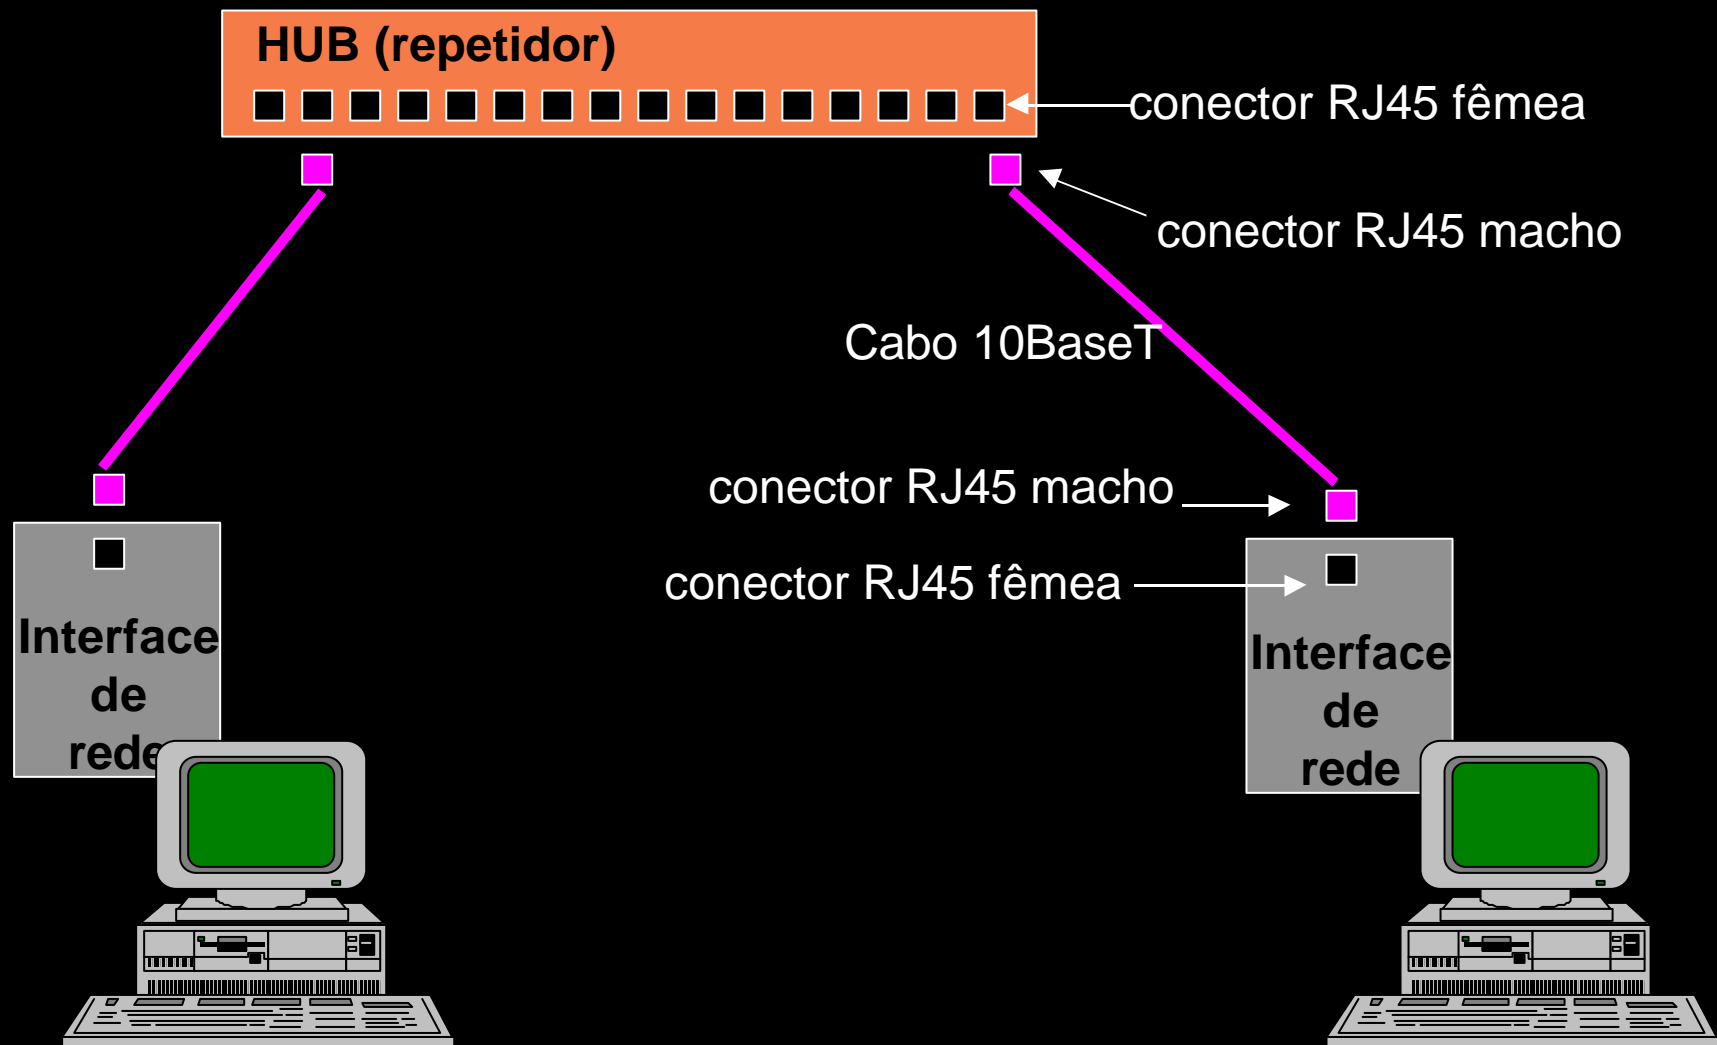 HUB (repetidor)
conector RJ45 fêmea
conector RJ45 macho
Cabo 10BaseT
conector RJ45 macho
conector RJ45 fêmea
Interface
de
rede
Interface
de
rede